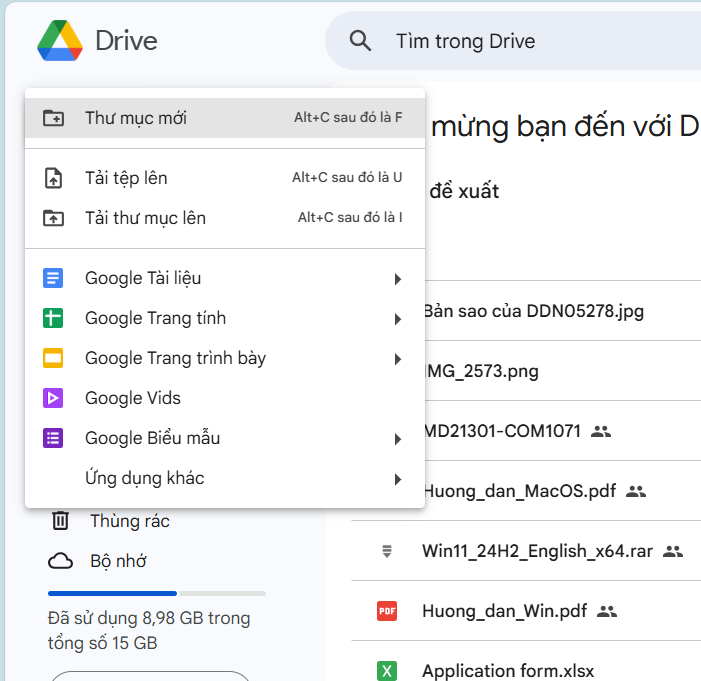 Drive
Tìm trong Drive
Thư mục mới Alt+C sau đó là F
mừng bạn đến với D
Tải tệp lên Alt+C sau đó là U
đề xuất
Tải thư mục lên Alt+C sau đó là I
Google Tài liệu
Bản sao của DDN05278.jpg
Google Trang tính
Google Trang trình bày
IMG_2573.png
Google Vids
MD21301-COM1071
Google Biểu mẫu
Ứng dụng khác
Huong_dan_MacOS.pdf
Thùng rác
Win11_24H2_English_x64.rar
Bộ nhớ
PDF Huong_dan_Win.pdf
Đã sử dụng 8,98 GB trong
tổng số 15 GB
X Application form.xlsx